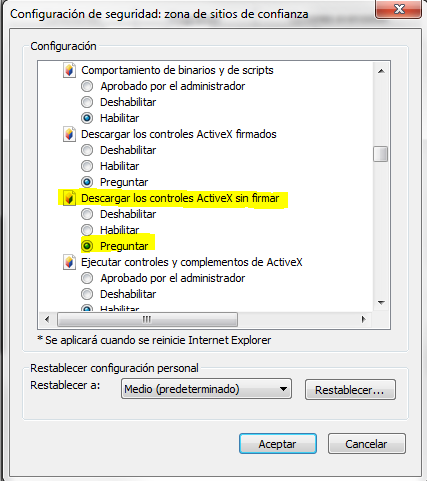 Configuración de seguridad: zona de sitios de confianza
Configuración
Comportamiento de binarios y de scripts
Aprobado por el administrador
Deshabilitar
Habilitar
Descargar los controles ActiveX firmados
Deshabilitar
Habilitar
Preguntar
Descargar los controles ActiveX sin firmar
Deshabilitar
Habilitar
Preguntar
Ejecutar controles y complementos de ActiveX
Aprobado por el administrador
Deshabilitar
Habilitar
* Se aplicará cuando se reinicie Internet Explorer
Restablecer configuración personal
Restablecer a: Medio (predeterminado) Restablecer...
Aceptar Cancelar